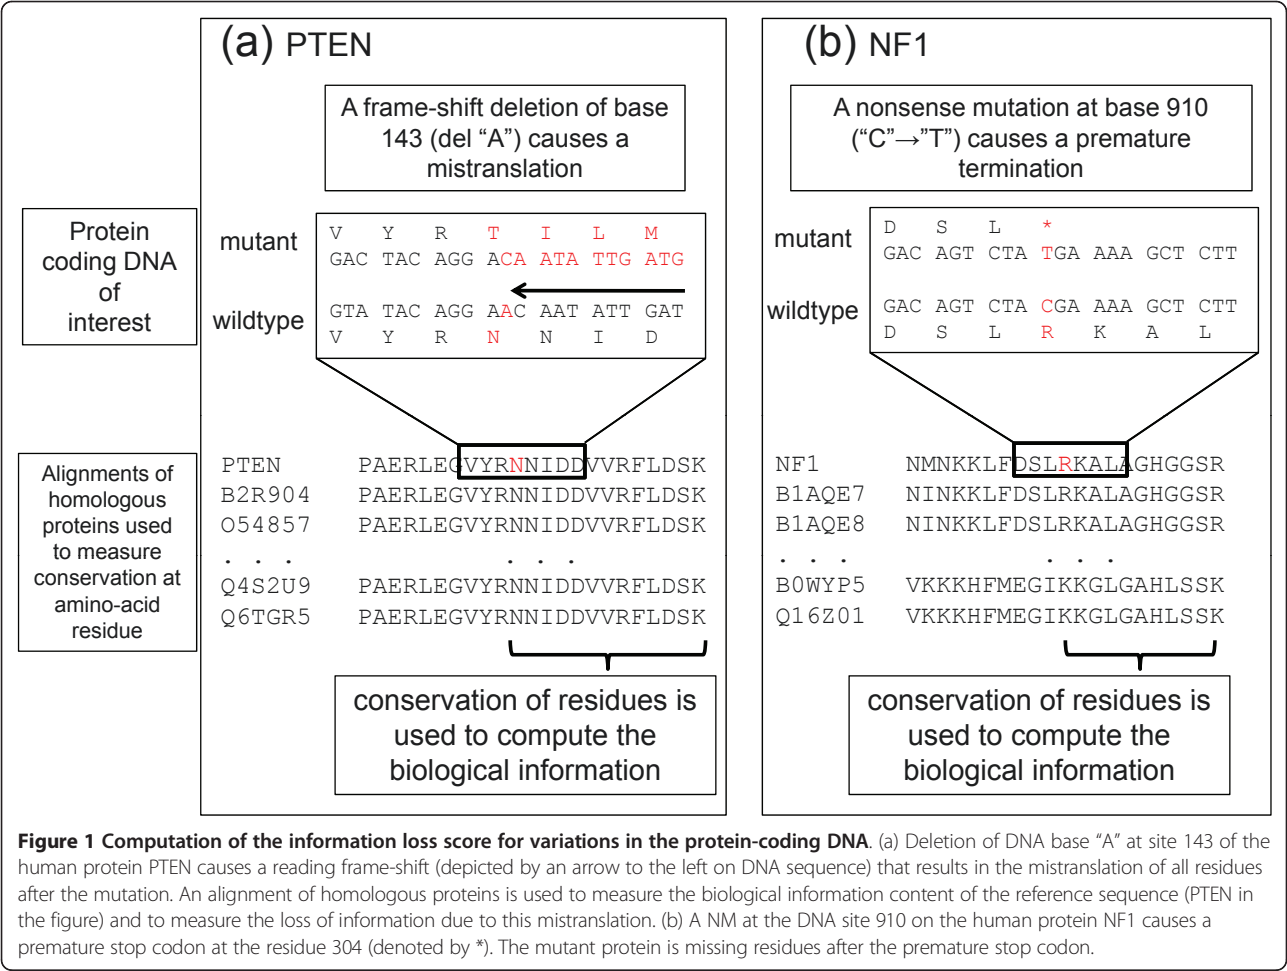 (a) PTEN
A frame-shift deletion of base
143 (del “A”) causes a
mistranslation
Protein
coding DNA
of
interest
mutant
V Y R T I L M
GAC TAC AGG ACA ATA TTG ATG
wildtype
GTA TAC AGG AAC AAT ATT GAT
V Y R N N I D
Alignments of
homologous
proteins used
to measure
conservation at
amino-acid
residue
PTEN PAERLEGVYRNNIDDVVRFLDSK
B2R904 PAERLEGVYRNNIDDVVRFLDSK
O54857 PAERLEGVYRNNIDDVVRFLDSK
. . . . . .
Q4S2U9 PAERLEGVYRNNIDDVVRFLDSK
Q6TGR5 PAERLEGVYRNNIDDVVRFLDSK
conservation of residues is
used to compute the
biological information
(b) NF1
A nonsense mutation at base 910
(“C”→”T”) causes a premature
termination
mutant
D S L *
GAC AGT CTA TGA AAA GCT CTT
wildtype
GAC AGT CTA CGA AAA GCT CTT
D S L R K A L
NF1 NMNKKLFDSLRKALAGHGGSR
B1AQE7 NINKKLFDSLRKALAGHGGSR
B1AQE8 NINKKLFDSLRKALAGHGGSR
. . . . . .
B0WYP5 VKKKHFMEGIKKGLGAHLSSK
Q16Z01 VKKKHFMEGIKKGLGAHLSSK
conservation of residues is
used to compute the
biological information
Figure 1 Computation of the information loss score for variations in the protein-coding DNA. (a) Deletion of DNA base “A” at site 143 of the
human protein PTEN causes a reading frame-shift (depicted by an arrow to the left on DNA sequence) that results in the mistranslation of all residues
after the mutation. An alignment of homologous proteins is used to measure the biological information content of the reference sequence (PTEN in
the figure) and to measure the loss of information due to this mistranslation. (b) A NM at the DNA site 910 on the human protein NF1 causes a
premature stop codon at the residue 304 (denoted by *). The mutant protein is missing residues after the premature stop codon.